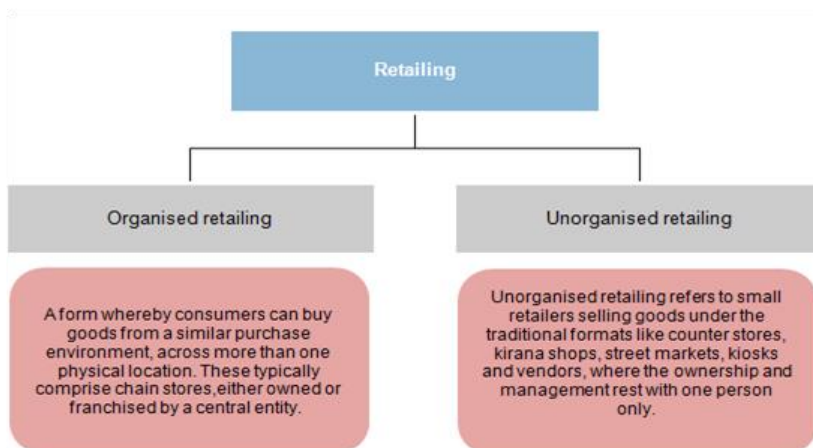 Retailing
Organised retailing
Unorganised retailing
A form whereby consumers can buy
goods from a similar purchase
environment, across more than one
physical location. These typically
comprise chain stores,either owned or
franchised by a central entity.
Unorganised retailing refers to small
retailers selling goods under the
traditional formats like counter stores,
kirana shops, street markets, kiosks
and vendors, where the ownership and
management rest with one person
only.